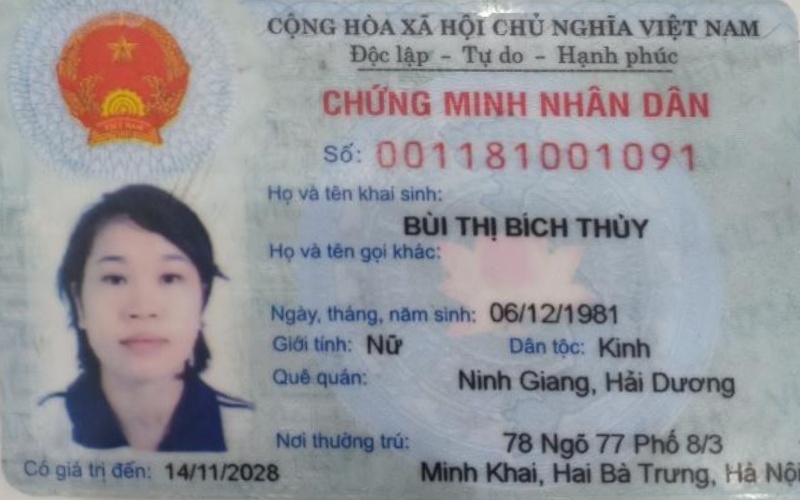 CỘNG HÒA XÃ HỘI CHỦ NGHĨA VIỆT NAM
Độc lập - Tự do - Hạnh phúc
CHỨNG MINH NHÂN DÂN
Số: 001181001091
Họ và tên khai sinh:
BÙI THỊ BÍCH THỦY
Họ và tên gọi khác:
Ngày, tháng, năm sinh: 06/12/1981
Giới tính: Nữ Dân tộc: Kinh
Quê quán: Ninh Giang, Hải Dương
Nơi thường trú: 78 Ngõ 77 Phố 8/3
Minh Khai, Hai Bà Trưng, Hà Nội
Có giá trị đến: 14/11/2028